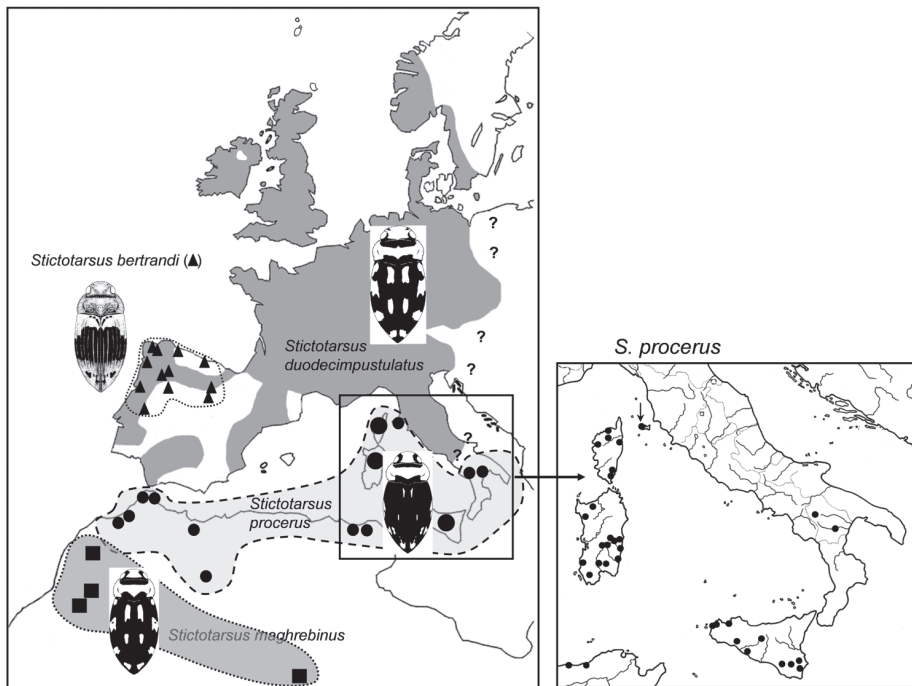 ?
?
Stictotarsus bertrandi (▲)
Stictotarsus
duodecimpustulatus
?
?
S. procerus
?
?
Stictotarsus
procerus
Stictotarsus maghrebinus